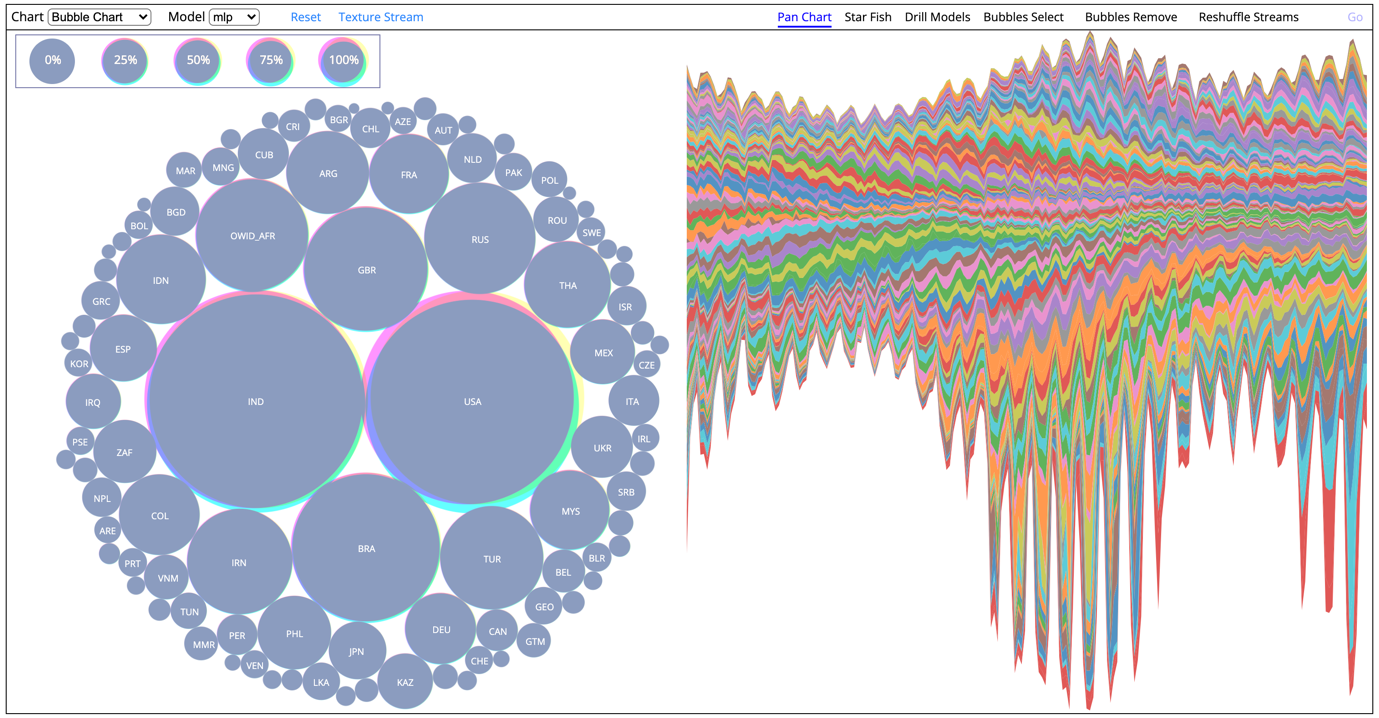 Chart Bubble Chart Model mlp Reset Texture Stream Pan Chart Star Fish Drill Models Bubbles Select Bubbles Remove Reshuffle Streams Go
0% 25% 50% 75% 100%
CRI BGR CHL AZE AUT
MAR MNG CUB ARG FRA NLD PAK POL
BGD BOL OWID_AFR RUS ROU SWE
IDN GBR THA
GRC ISR
KOR ESP MEX CZE
IRQ IND USA ITA
PSE ZAF UKR IRL
NPL COL MYS SRB
ARE
PRT VNM IRN BRA TUR BEL BLR
TUN GEO
MMR PER PHL DEU CAN GTM
VEN JPN CHE
LKA KAZ